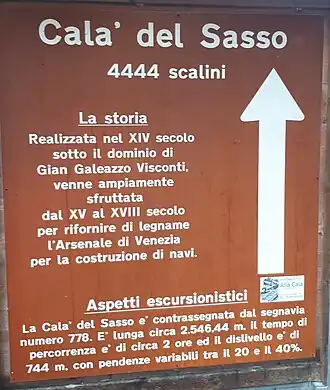 Cala' del Sasso
4444 scalini
La storia
Realizzata nel XIV secolo
sotto il dominio di
Gian Galeazzo Visconti,
venne ampiamente
sfruttata
dal XV al XVIII secolo
per rifornire di legname
l'Arsenale di Venezia
per la costruzione di navi.
Alla Calà
Aspetti escursionistici
La Cala' del Sasso e' contrassegnata dal segnavia
numero 778. E' lunga circa 2.546,44 m. Il tempo di
percorrenza e' di circa 2 ore ed il dislivello e' di
744 m. con pendenze variabili tra il 20 e il 40%.